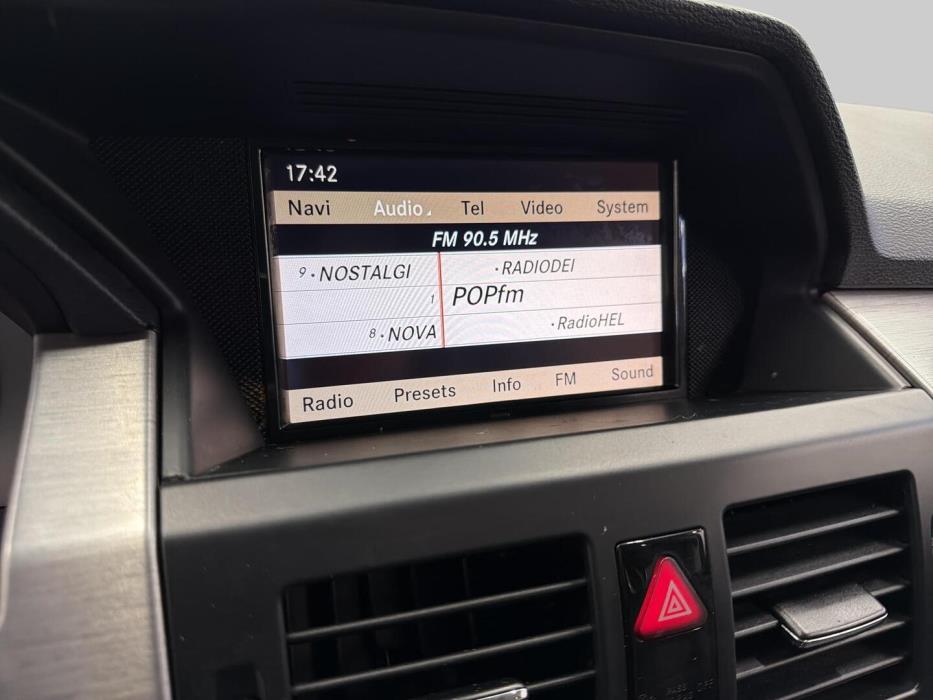 17:42
Navi Audio Tel Video System
FM 90.5 MHz
9 • NOSTALGI • RADIODEI
1 POPfm
8 • NOVA • RadioHEL
Radio Presets Info FM Sound